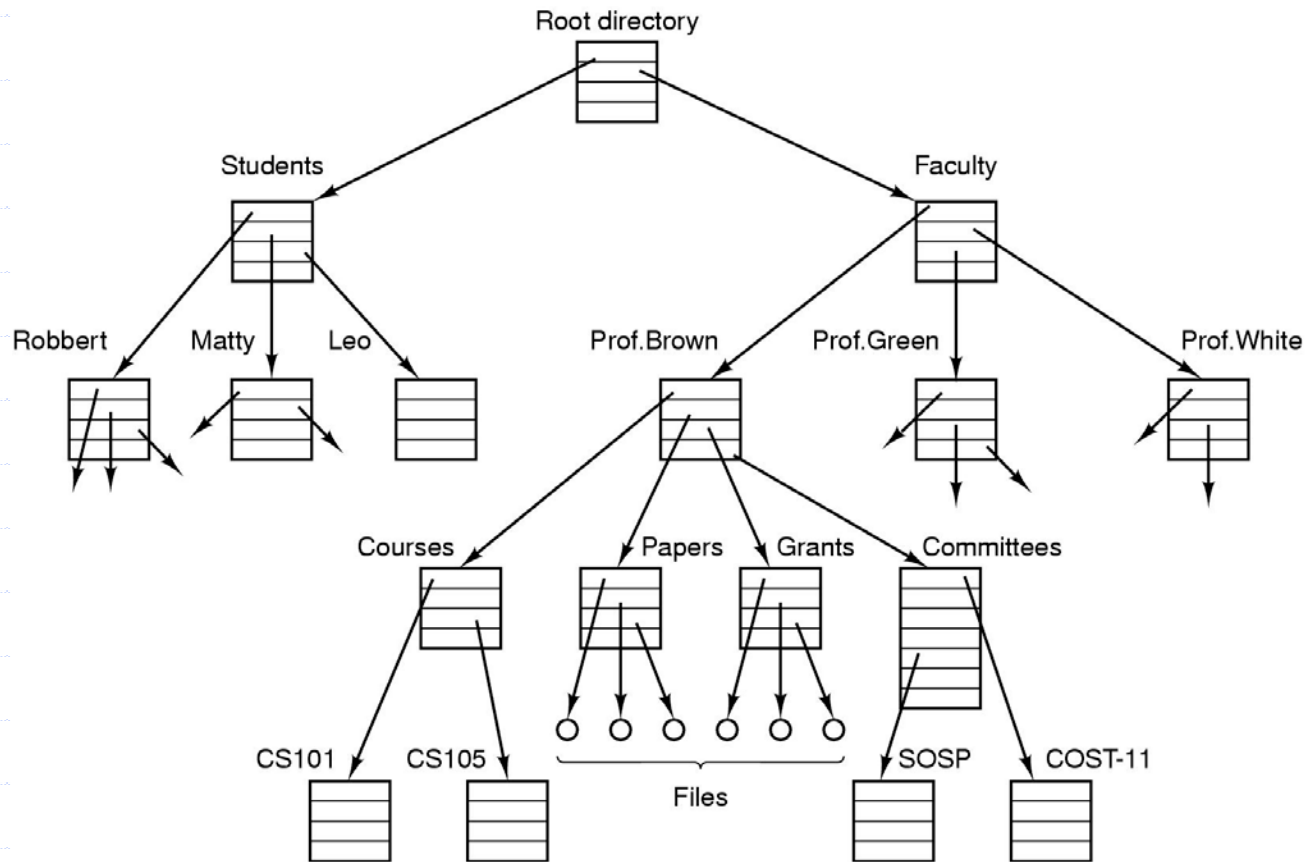 Root directory
Students
Faculty
Robbert
Matty
Leo
Prof.Brown
Prof.Green
Prof.White
Courses
Papers
Grants
Committees
CS101
CS105
SOSP
COST-11
Files